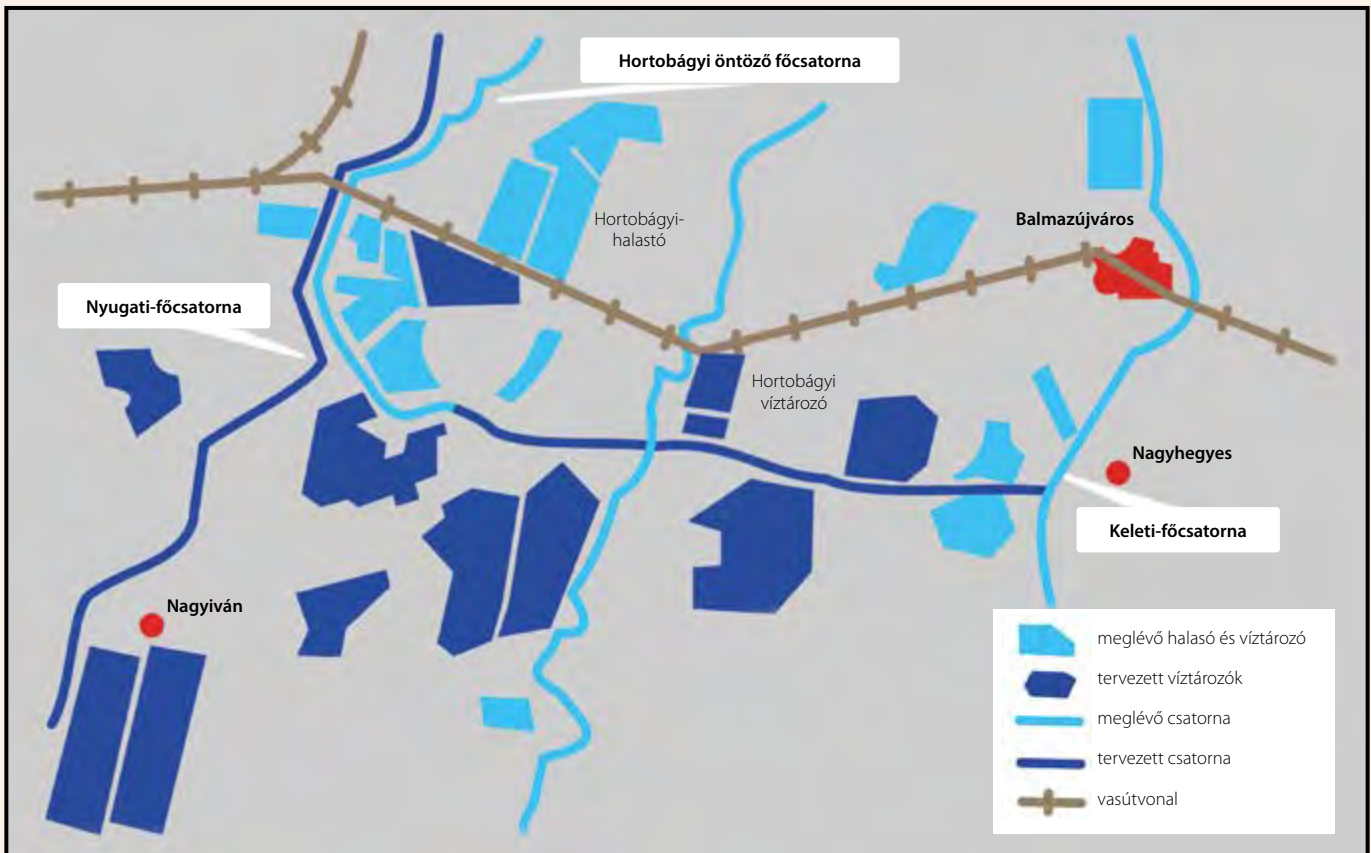 Hortobágyi öntöző főcsatorna
Hortobágyi-
halastó
Balmazújváros
Nyugati-főcsatorna
Hortobágyi
víztározó
Nagyhegyes
Keleti-főcsatorna
Nagyiván
meglévő halasó és víztározó
tervezett víztározók
meglévő csatorna
tervezett csatorna
vasútvonal